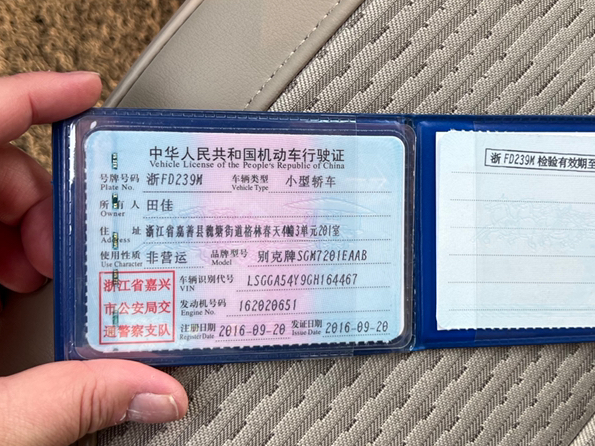 中华人民共和国机动车行驶证
Vehicle License of the People's Republic of China
号牌号码 浙FD239M 车辆类型 小型轿车
Plate No. Vehicle Type
所有人 田佳
Owner
住址 浙江省嘉善县魏塘街道格林春天4幢3单元201室
Address
使用性质 非营运 品牌型号 别克牌SGM7201EAAB
Use Character Model
浙江省嘉兴
市公安局交
通警察支队
车辆识别代号 LSGGA54Y9GH164467
VIN
发动机号码 162020651
Engine No.
注册日期 2016-09-20 发证日期 2016-09-20
Register Date Issue Date
浙FD239M 检验有效期至